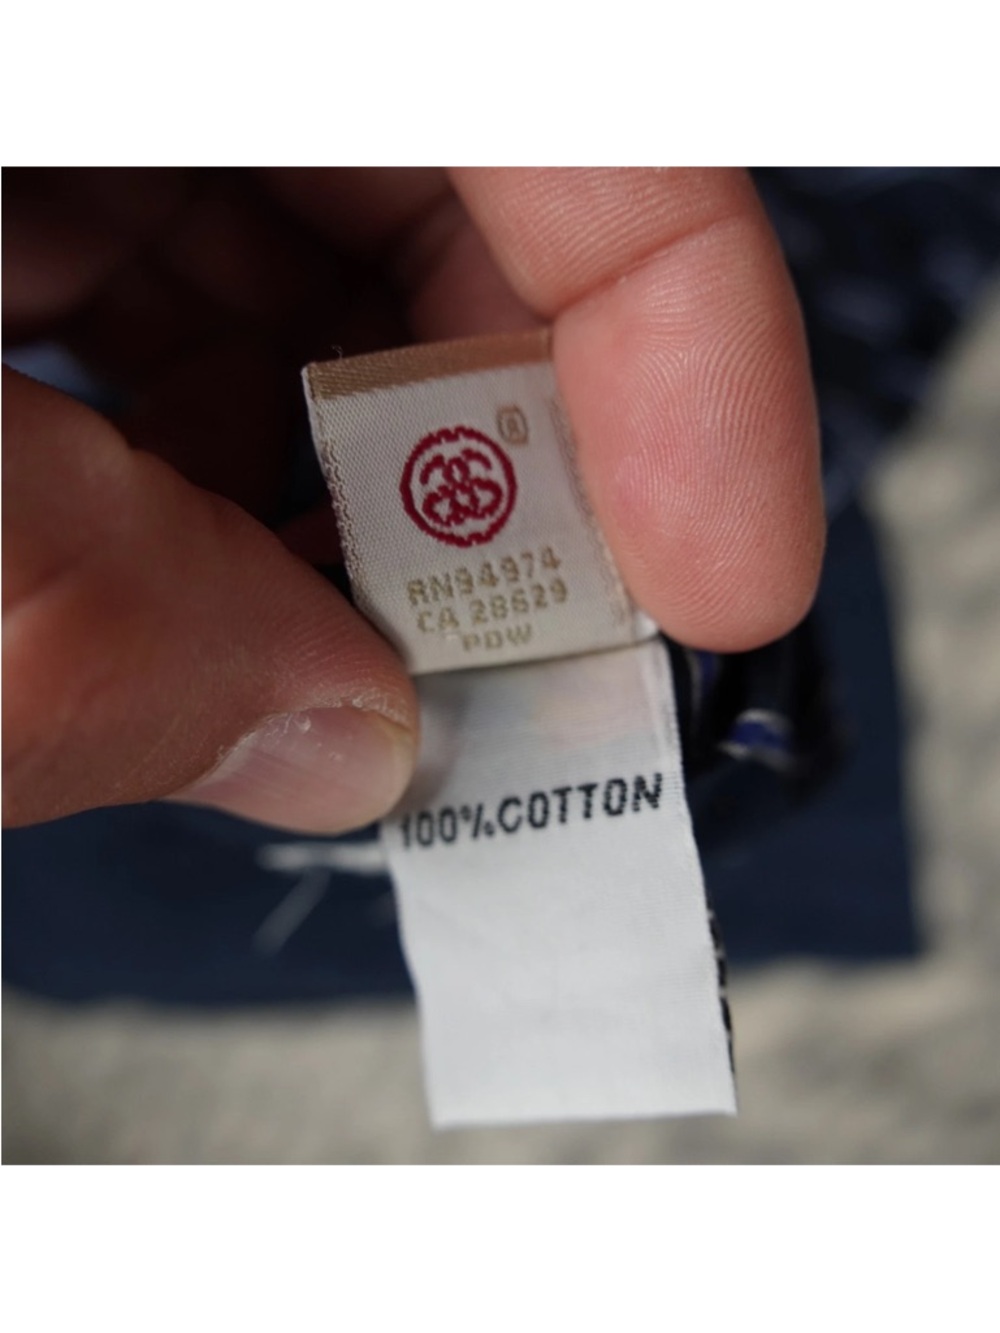 ®
RN94974
CA 28629
PDW
100% COTTON